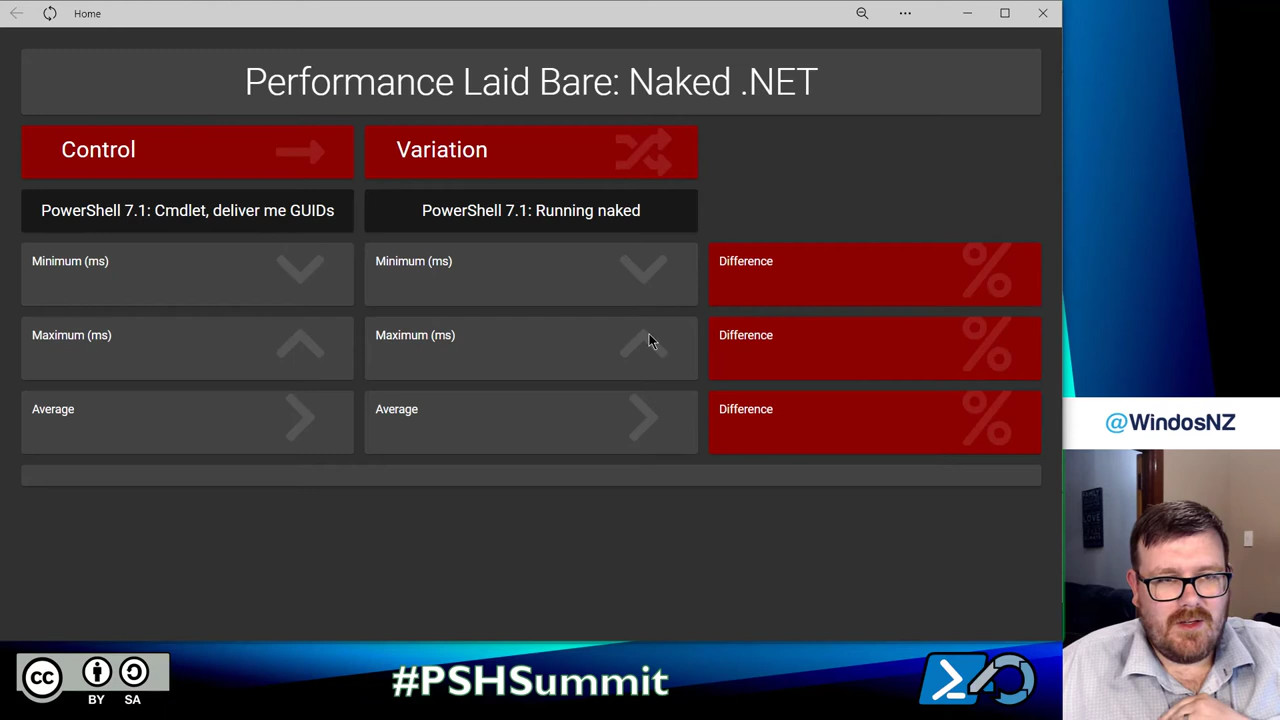 Home
Performance Laid Bare: Naked .NET
Control
Variation
PowerShell 7.1: Cmdlet, deliver me GUIDs
PowerShell 7.1: Running naked
Minimum (ms)
Minimum (ms)
Difference
Maximum (ms)
Maximum (ms)
Difference
Average
Average
Difference
@WindosNZ
CC
BY
SA
#PSHSummit